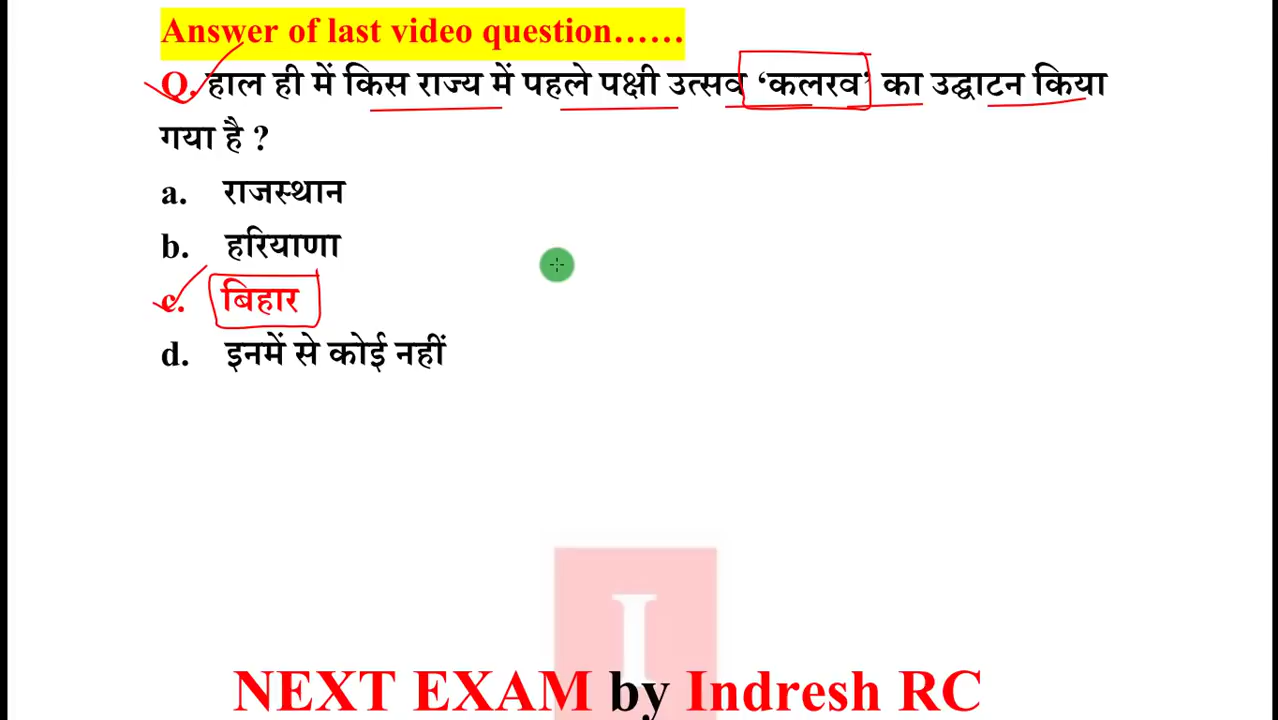 Answer of last video question......
Q. हाल ही में किस राज्य में पहले पक्षी उत्सव ‘कलरव’ का उद्घाटन किया
गया है ?
a. राजस्थान
b. हरियाणा
c. बिहार
d. इनमें से कोई नहीं
I
NEXT EXAM by Indresh RC